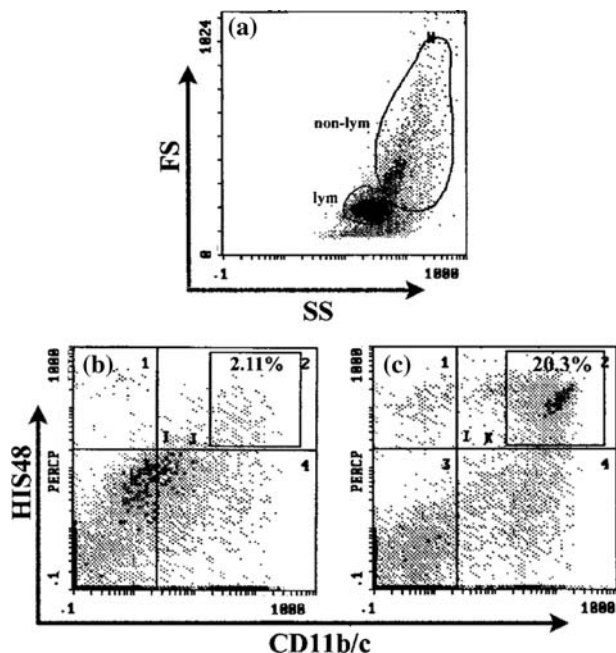 (a)
1024
N
non-lym
FS
lym
0
.1
1000
SS
(b)
1
2.11%
2
1000
I
I
PERCP
4
.1
(c)
1
20.3%
2
1000
I
K
PERCP
3
4
.1
HIS48
-.1
1000
-.1
1000
CD11b/c